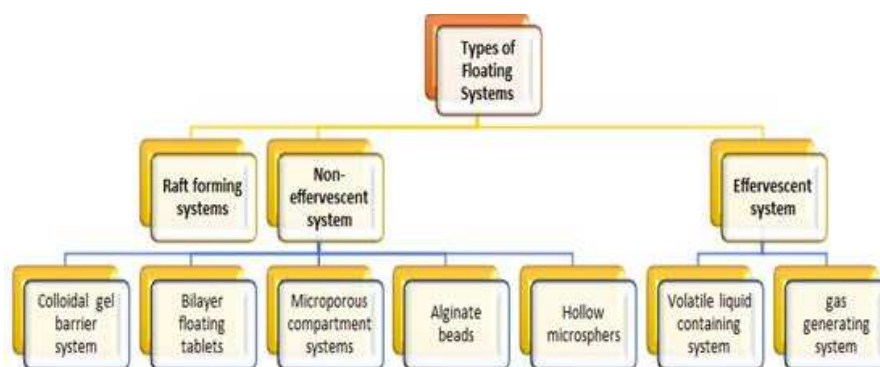 Types of
Floating
Systems
Raft forming
systems
Non-
effervescent
system
Effervescent
system
Colloidal gel
barrier
system
Bilayer
floating
tablets
Microporous
compartment
systems
Alginate
beads
Hollow
microsphers
Volatile liquid
containing
system
gas
generating
system